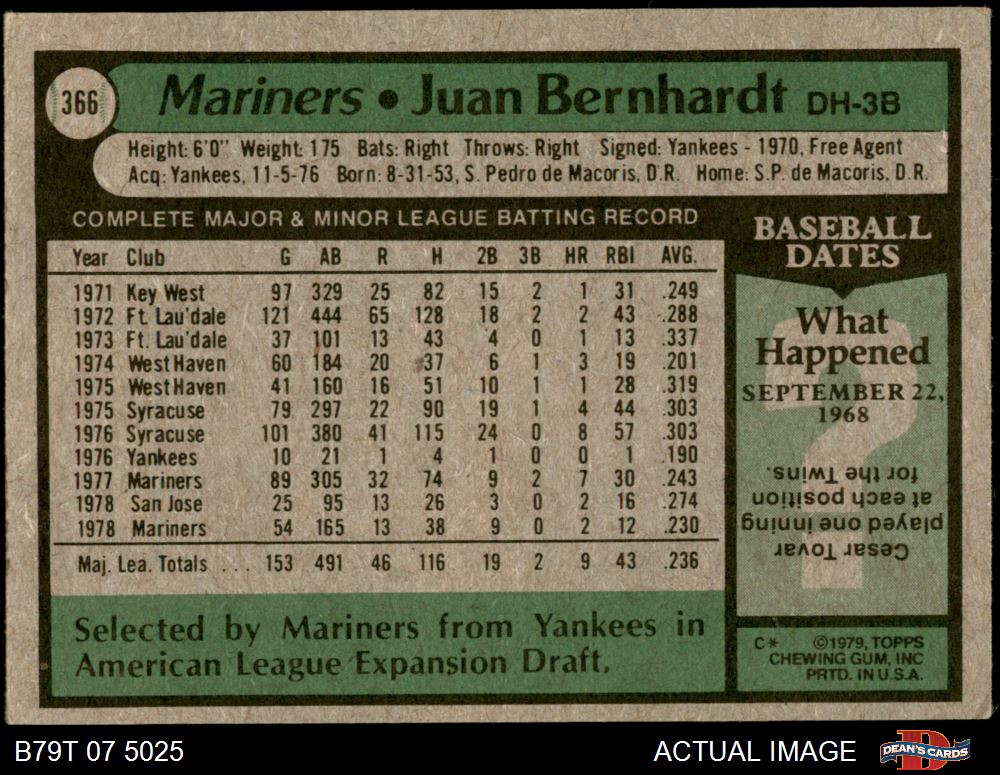 366 Mariners • Juan Bernhardt DH-3B
Height: 6'0" Weight: 175 Bats: Right Throws: Right Signed: Yankees - 1970, Free Agent
Acq: Yankees, 11-5-76 Born: 8-31-53, S. Pedro de Macoris, D.R. Home: S.P. de Macoris, D.R.
COMPLETE MAJOR & MINOR LEAGUE BATTING RECORD
Year Club G AB R H 2B 3B HR RBI AVG.
1971 Key West 97 329 25 82 15 2 1 31 .249
1972 Ft. Lau'dale 121 444 65 128 18 2 2 43 .288
1973 Ft. Lau'dale 37 101 13 43 4 0 1 13 .337
1974 West Haven 60 184 20 37 6 1 3 19 .201
1975 West Haven 41 160 16 51 10 1 1 28 .319
1975 Syracuse 79 297 22 90 19 1 4 44 .303
1976 Syracuse 101 380 41 115 24 0 8 57 .303
1976 Yankees 10 21 1 4 1 0 0 1 .190
1977 Mariners 89 305 32 74 9 2 7 30 .243
1978 San Jose 25 95 13 26 3 0 2 16 .274
1978 Mariners 54 165 13 38 9 0 2 12 .230
Maj. Lea. Totals . . . 153 491 46 116 19 2 9 43 .236
Selected by Mariners from Yankees in
American League Expansion Draft.
BASEBALL
DATES
What
Happened
SEPTEMBER 22,
1968
?
Cesar Tovar
played one inning
at each position
for the Twins.
C* ©1979, TOPPS
CHEWING GUM, INC
PRTD. IN U.S.A.
B79T 07 5025
ACTUAL IMAGE
D
DEAN'S CARDS